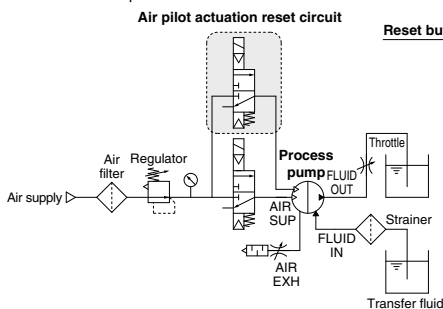 Air pilot actuation reset circuit
Reset bu
Air
filter
Regulator
Process
pump
FLUID
OUT
Throttle
Air supply
AIR
SUP
FLUID
IN
Strainer
AIR
EXH
Transfer fluid